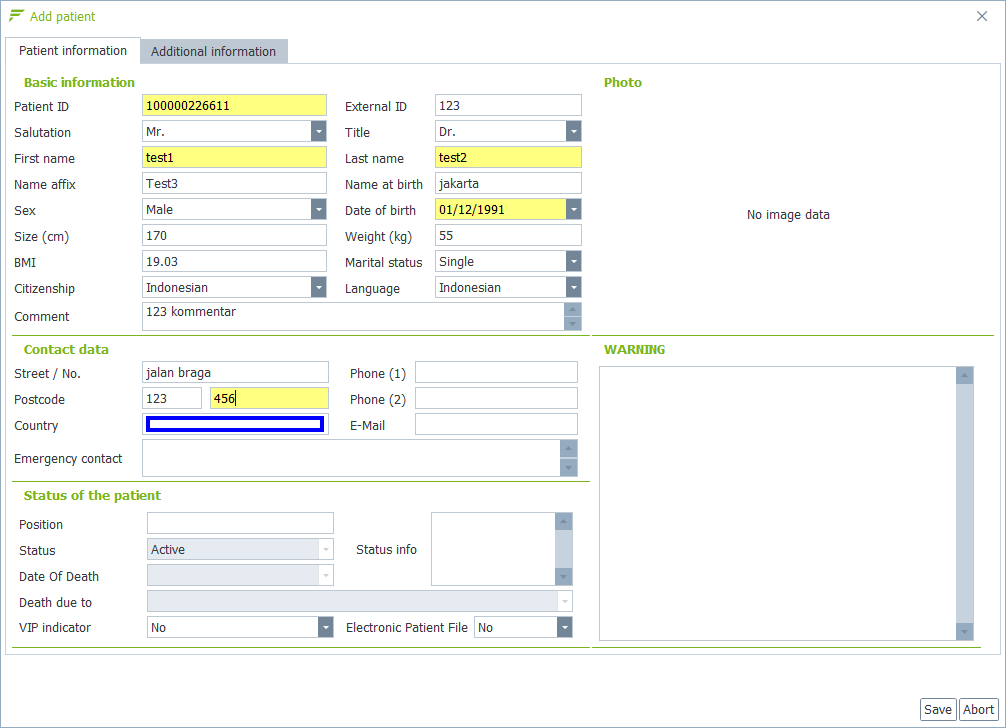 Add patient
Patient information Additional information
Basic information Photo
Patient ID 100000226611 External ID 123
Salutation Mr. Title Dr.
First name test1 Last name test2
Name affix Test3 Name at birth jakarta
Sex Male Date of birth 01/12/1991
No image data
Size (cm) 170 Weight (kg) 55
BMI 19.03 Marital status Single
Citizenship Indonesian Language Indonesian
Comment 123 kommentar
Contact data WARNING
Street / No. jalan braga Phone (1)
Postcode 123 456 Phone (2)
Country E-Mail
Emergency contact
Status of the patient
Position
Status Active Status info
Date Of Death
Death due to
VIP indicator No Electronic Patient File No
Save Abort